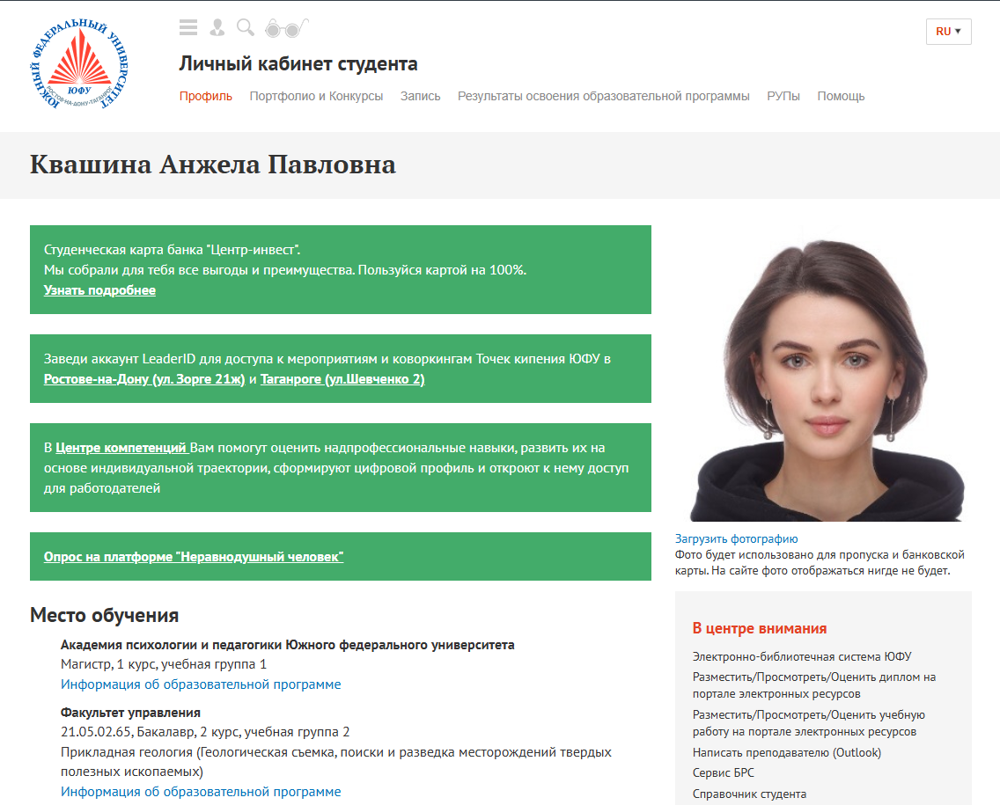 ЮЖНЫЙ ФЕДЕРАЛЬНЫЙ УНИВЕРСИТЕТ
ЮФУ
РОСТОВ-НА-ДОНУ-ТАГАНРОГ
RU ▼
Личный кабинет студента
Профиль Портфолио и Конкурсы Запись Результаты освоения образовательной программы РУПы Помощь
Квашина Анжела Павловна
Студенческая карта банка "Центр-инвест".
Мы собрали для тебя все выгоды и преимущества. Пользуйся картой на 100%.
Узнать подробнее
Заведи аккаунт LeaderID для доступа к мероприятиям и коворкингам Точек кипения ЮФУ в
Ростове-на-Дону (ул. Зорге 21ж) и Таганроге (ул.Шевченко 2)
В Центре компетенций Вам помогут оценить надпрофессиональные навыки, развить их на
основе индивидуальной траектории, сформируют цифровой профиль и откроют к нему доступ
для работодателей
Опрос на платформе "Неравнодушный человек"
Место обучения
Академия психологии и педагогики Южного федерального университета
Магистр, 1 курс, учебная группа 1
Информация об образовательной программе
Факультет управления
21.05.02.65, Бакалавр, 2 курс, учебная группа 2
Прикладная геология (Геологическая съемка, поиски и разведка месторождений твердых
полезных ископаемых)
Информация об образовательной программе
Загрузить фотографию
Фото будет использовано для пропуска и банковской
карты. На сайте фото отображаться нигде не будет.
В центре внимания
Электронно-библиотечная система ЮФУ
Разместить/Просмотреть/Оценить диплом на
портале электронных ресурсов
Разместить/Просмотреть/Оценить учебную
работу на портале электронных ресурсов
Написать преподавателю (Outlook)
Сервис БРС
Справочник студента